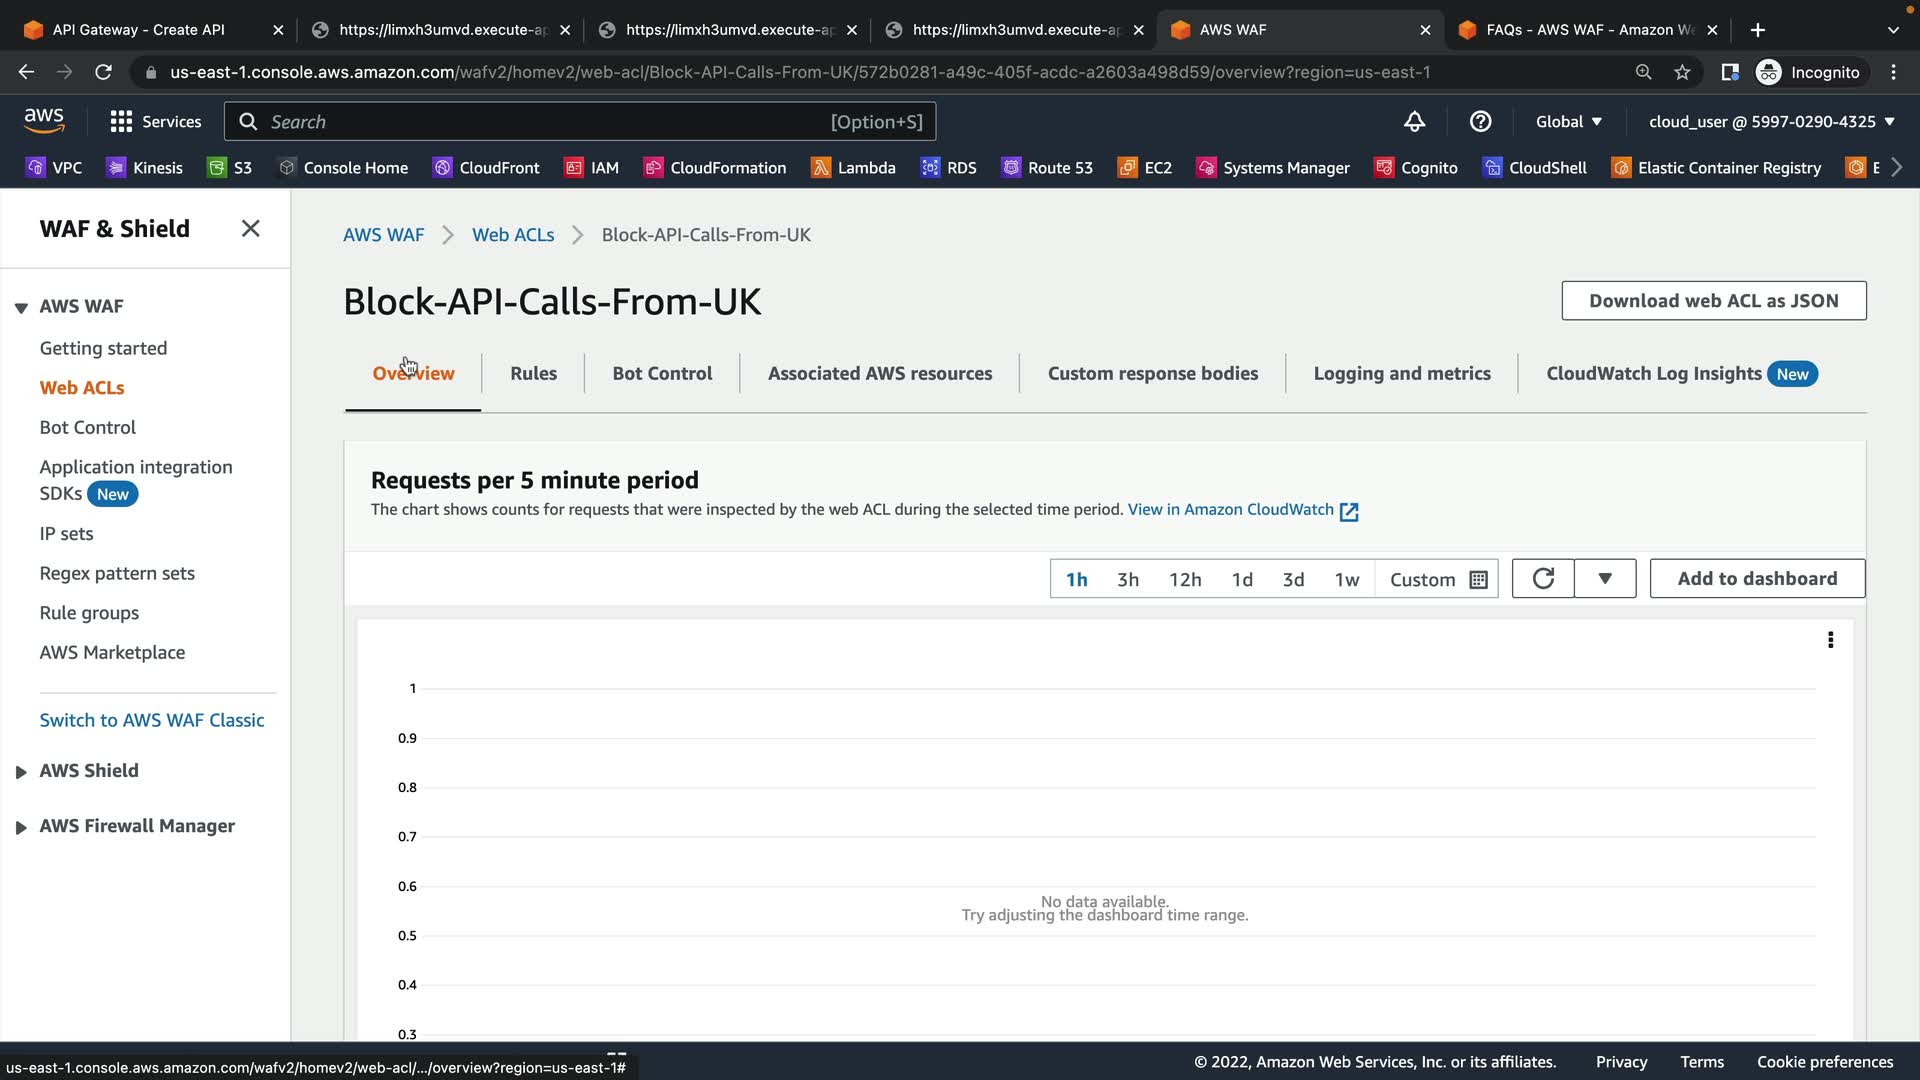 API Gateway - Create API
https://limxh3umvd.execute-ap
https://limxh3umvd.execute-ap
https://limxh3umvd.execute-ap
AWS WAF
FAQs - AWS WAF - Amazon We
us-east-1.console.aws.amazon.com/wafv2/homev2/web-acl/Block-API-Calls-From-UK/572b0281-a49c-405f-acdc-a2603a498d59/overview?region=us-east-1
Incognito
aws
Services
Search
[Option+S]
Global
cloud_user @ 5997-0290-4325
VPC
Kinesis
S3
Console Home
CloudFront
IAM
CloudFormation
Lambda
RDS
Route 53
EC2
Systems Manager
Cognito
CloudShell
Elastic Container Registry
E
WAF & Shield
AWS WAF
Getting started
Web ACLs
Bot Control
Application integration
SDKs New
IP sets
Regex pattern sets
Rule groups
AWS Marketplace
Switch to AWS WAF Classic
AWS Shield
AWS Firewall Manager
AWS WAF
Web ACLs
Block-API-Calls-From-UK
Block-API-Calls-From-UK
Download web ACL as JSON
Overview
Rules
Bot Control
Associated AWS resources
Custom response bodies
Logging and metrics
CloudWatch Log Insights New
Requests per 5 minute period
The chart shows counts for requests that were inspected by the web ACL during the selected time period. View in Amazon CloudWatch
1h
3h
12h
1d
3d
1w
Custom
Add to dashboard
1
0.9
0.8
0.7
0.6
No data available.
Try adjusting the dashboard time range.
0.5
0.4
0.3
us-east-1.console.aws.amazon.com/wafv2/homev2/web-acl/.../overview?region=us-east-1#
© 2022, Amazon Web Services, Inc. or its affiliates.
Privacy
Terms
Cookie preferences